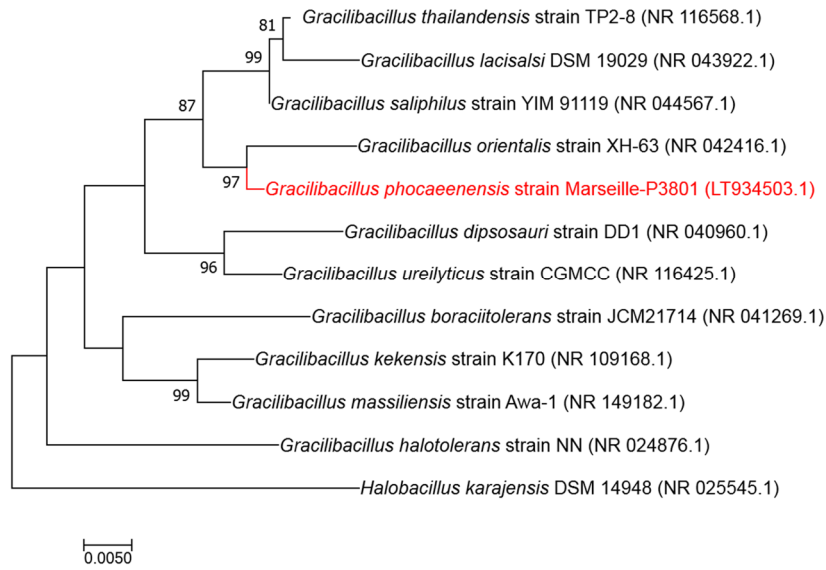 81
Gracilibacillus thailandensis strain TP2-8 (NR 116568.1)
99
Gracilibacillus lacisalsi DSM 19029 (NR 043922.1)
87
Gracilibacillus saliphilus strain YIM 91119 (NR 044567.1)
Gracilibacillus orientalis strain XH-63 (NR 042416.1)
97
Gracilibacillus phocaeenensis strain Marseille-P3801 (LT934503.1)
Gracilibacillus dipsosauri strain DD1 (NR 040960.1)
96
Gracilibacillus ureilyticus strain CGMCC (NR 116425.1)
Gracilibacillus boraciitolerans strain JCM21714 (NR 041269.1)
Gracilibacillus kekensis strain K170 (NR 109168.1)
99
Gracilibacillus massiliensis strain Awa-1 (NR 149182.1)
Gracilibacillus halotolerans strain NN (NR 024876.1)
Halobacillus karajensis DSM 14948 (NR 025545.1)
0.0050